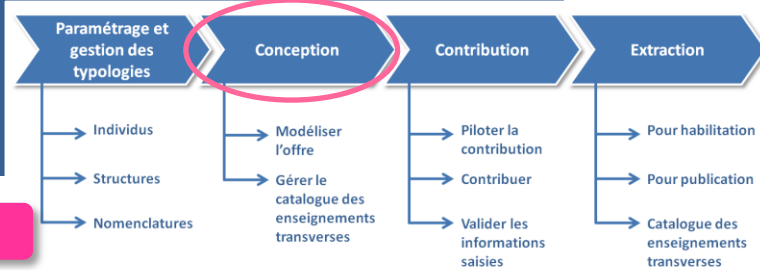 Paramétrage et
gestion des
typologies
Conception
Contribution
Extraction
Individus
Structures
Nomenclatures
Modéliser
l'offre
Gérer le
catalogue des
enseignements
transverses
Piloter la
contribution
Contribuer
Valider les
informations
saisies
Pour habilitation
Pour publication
Catalogue des
enseignements
transverses